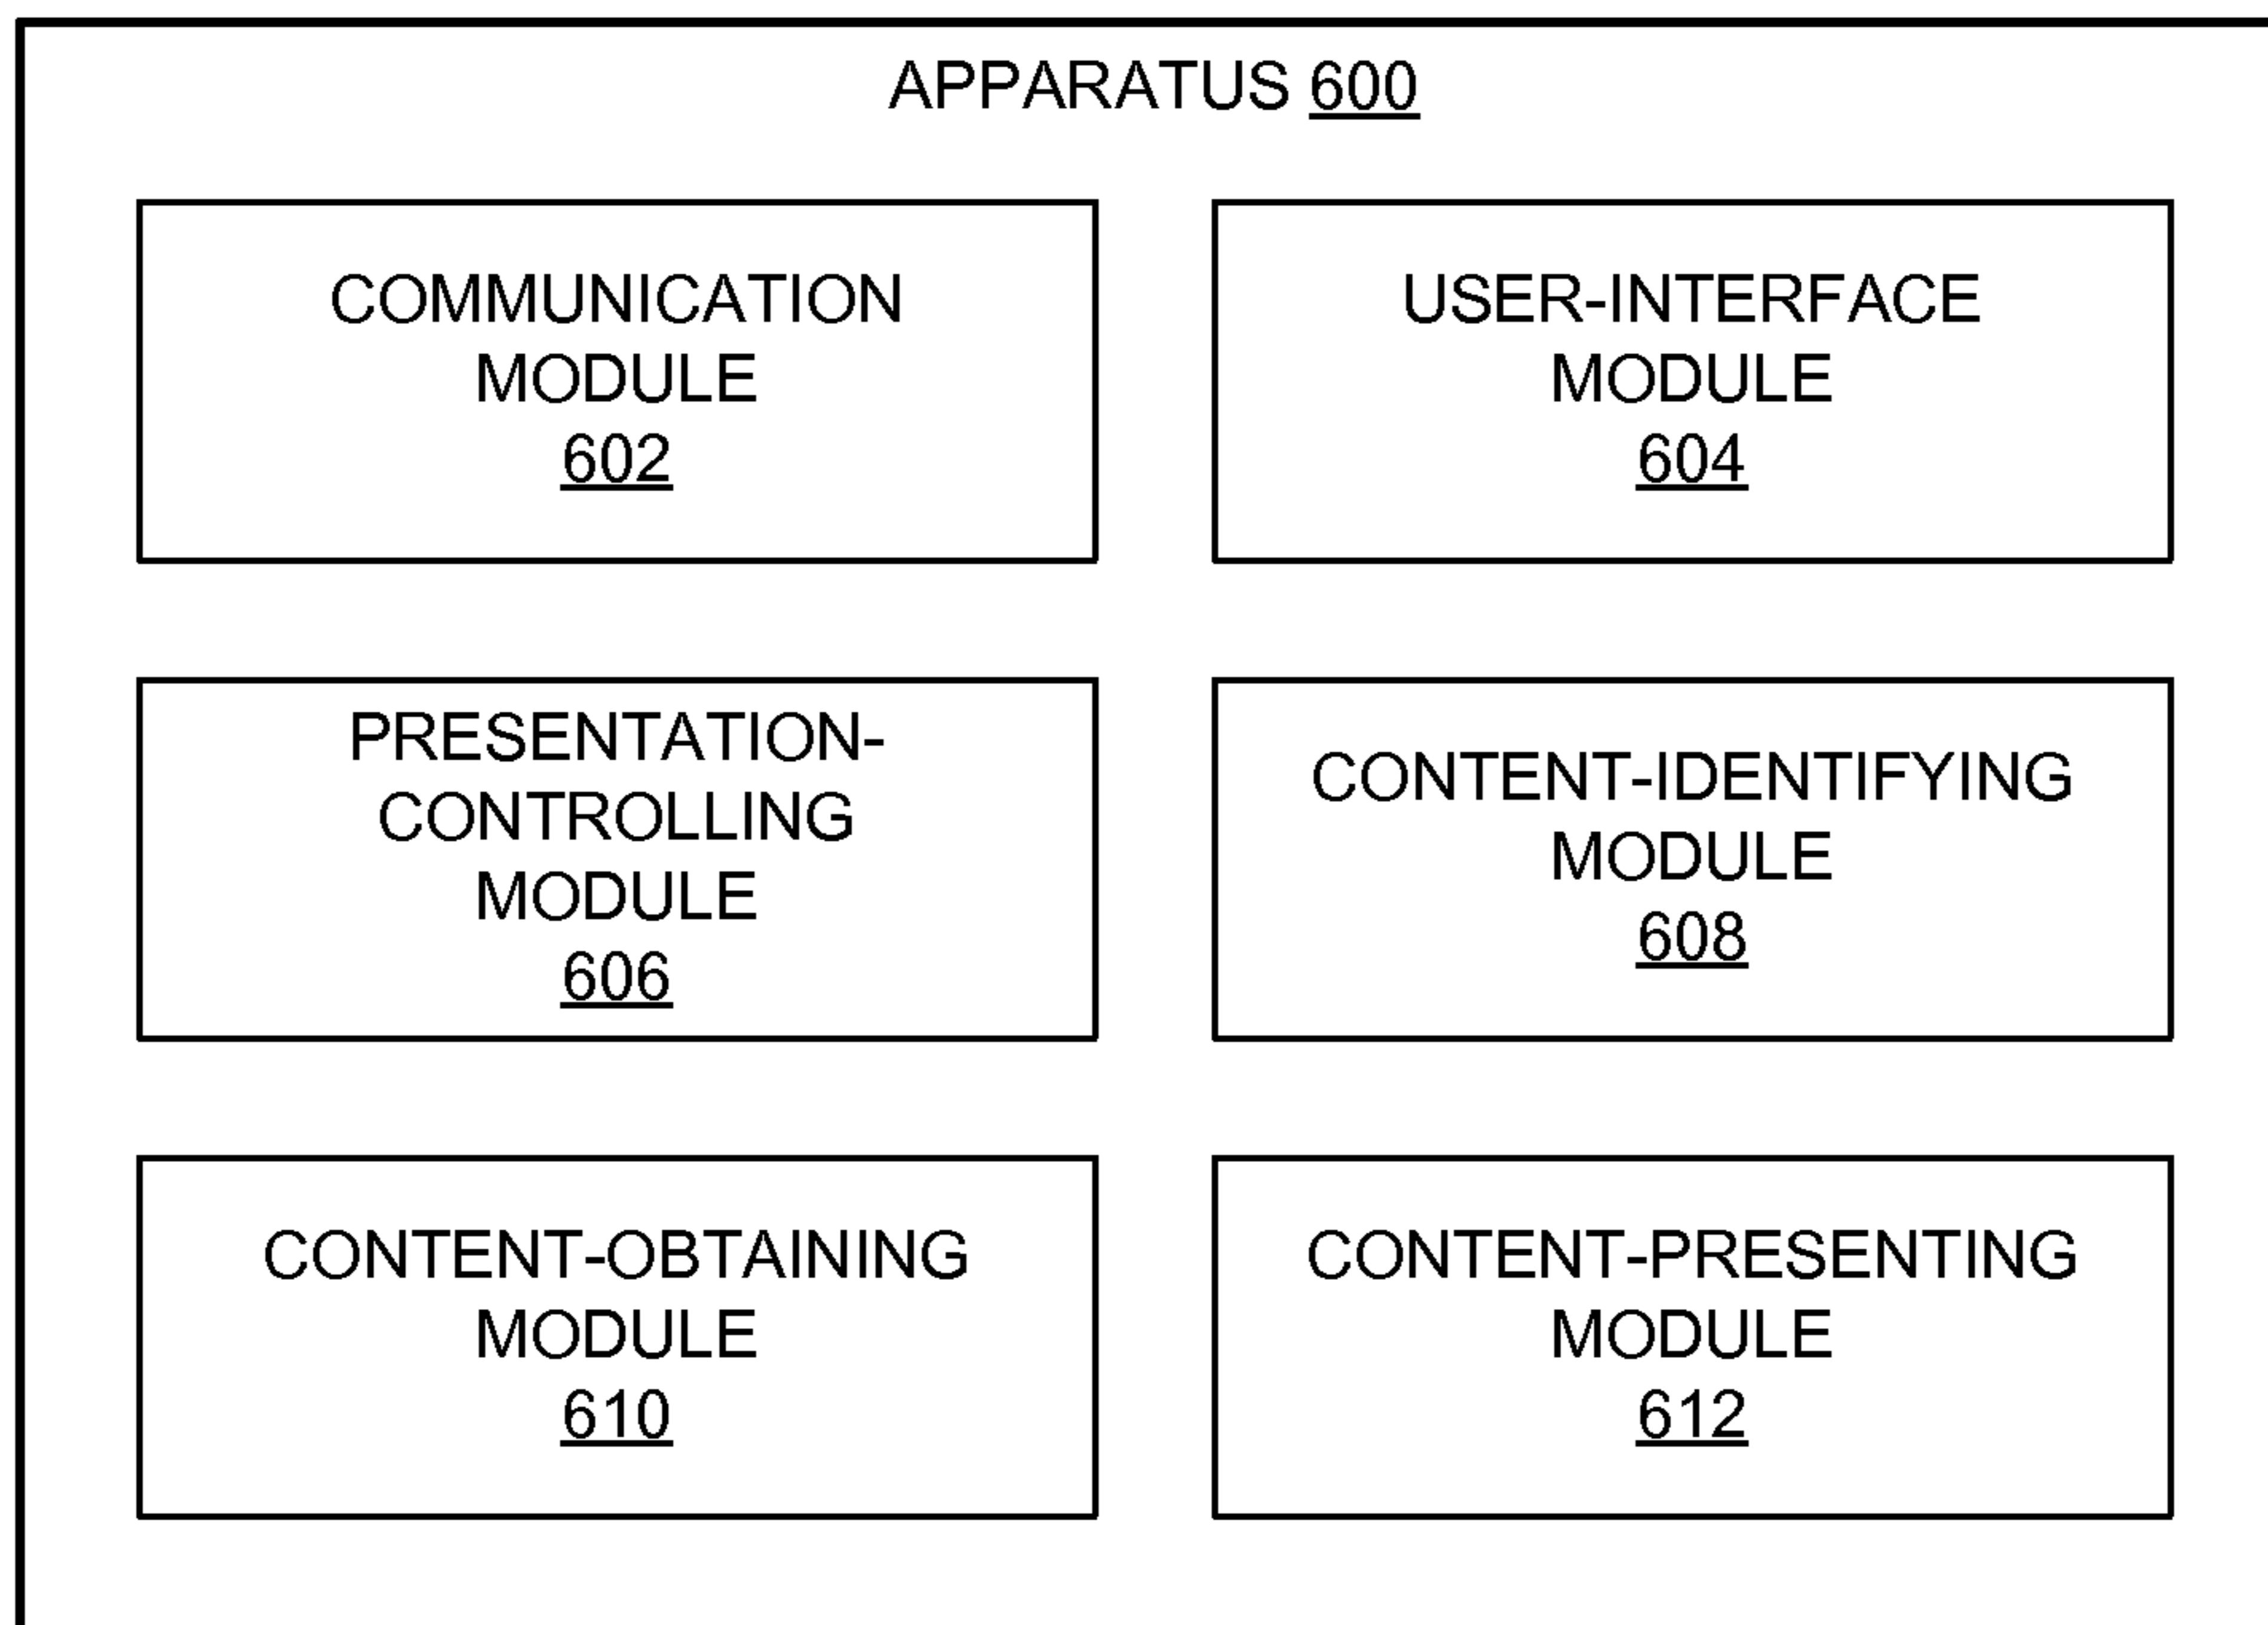 APPARATUS 600
COMMUNICATION
MODULE
602
USER-INTERFACE
MODULE
604
PRESENTATION-
CONTROLLING
MODULE
606
CONTENT-IDENTIFYING
MODULE
608
CONTENT-OBTAINING
MODULE
610
CONTENT-PRESENTING
MODULE
612